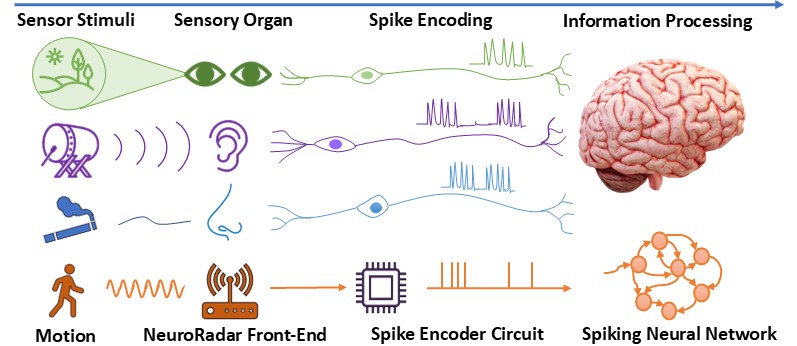 Sensor Stimuli
Sensory Organ
Spike Encoding
Information Processing
Motion
NeuroRadar Front-End
Spike Encoder Circuit
Spiking Neural Network